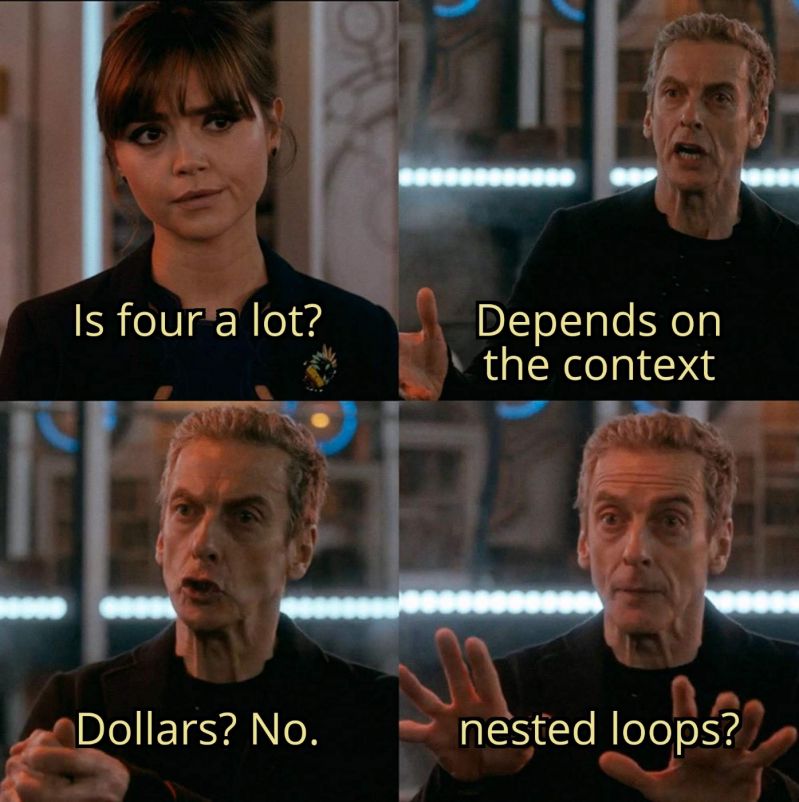 Is four a lot?
Depends on
the context
Dollars? No.
nested loops?